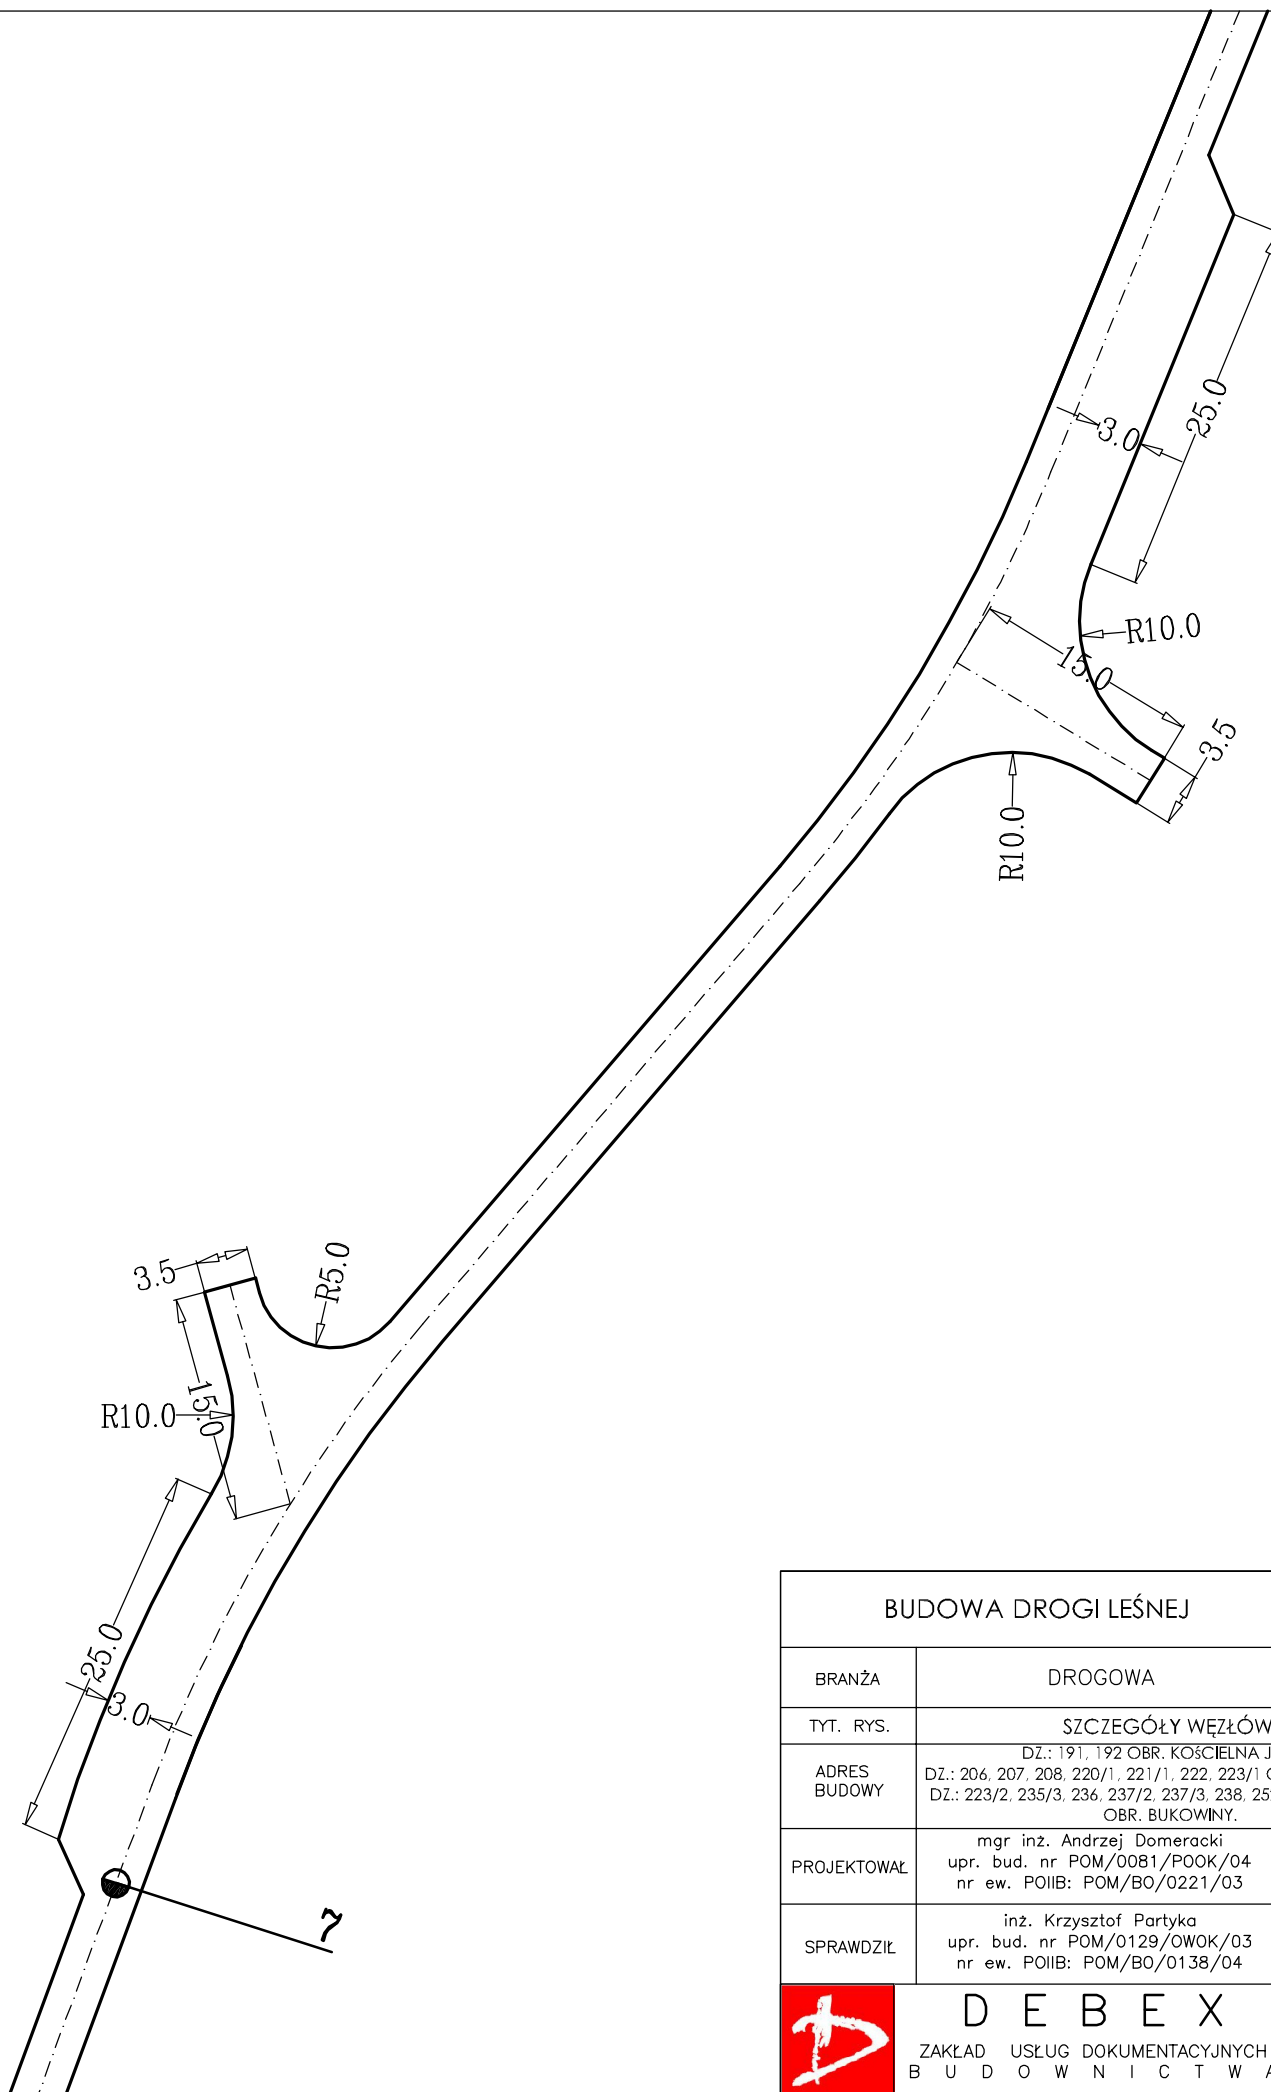 25.0
3.0
R10.0
15.0
3.5
R10.0
3.5
R5.0
15.0
R10.0
25.0
3.0
7
BUDOWA DROGI LEŚNEJ
BRANŻA DROGOWA
TYT. RYS. SZCZEGÓŁY WĘZŁÓW
ADRES BUDOWY
DZ.: 191, 192 OBR. KOŚCIELNA J
DZ.: 206, 207, 208, 220/1, 221/1, 222, 223/1
DZ.: 223/2, 235/3, 236, 237/2, 237/3, 238, 25
OBR. BUKOWINY.
PROJEKTOWAŁ
mgr inż. Andrzej Domeracki
upr. bud. nr POM/0081/POOK/04
nr ew. POIIB: POM/BO/0221/03
SPRAWDZIŁ
inż. Krzysztof Partyka
upr. bud. nr POM/0129/OWOK/03
nr ew. POIIB: POM/BO/0138/04
D E B E X
ZAKŁAD USŁUG DOKUMENTACYJNYCH
B U D O W N I C T W A